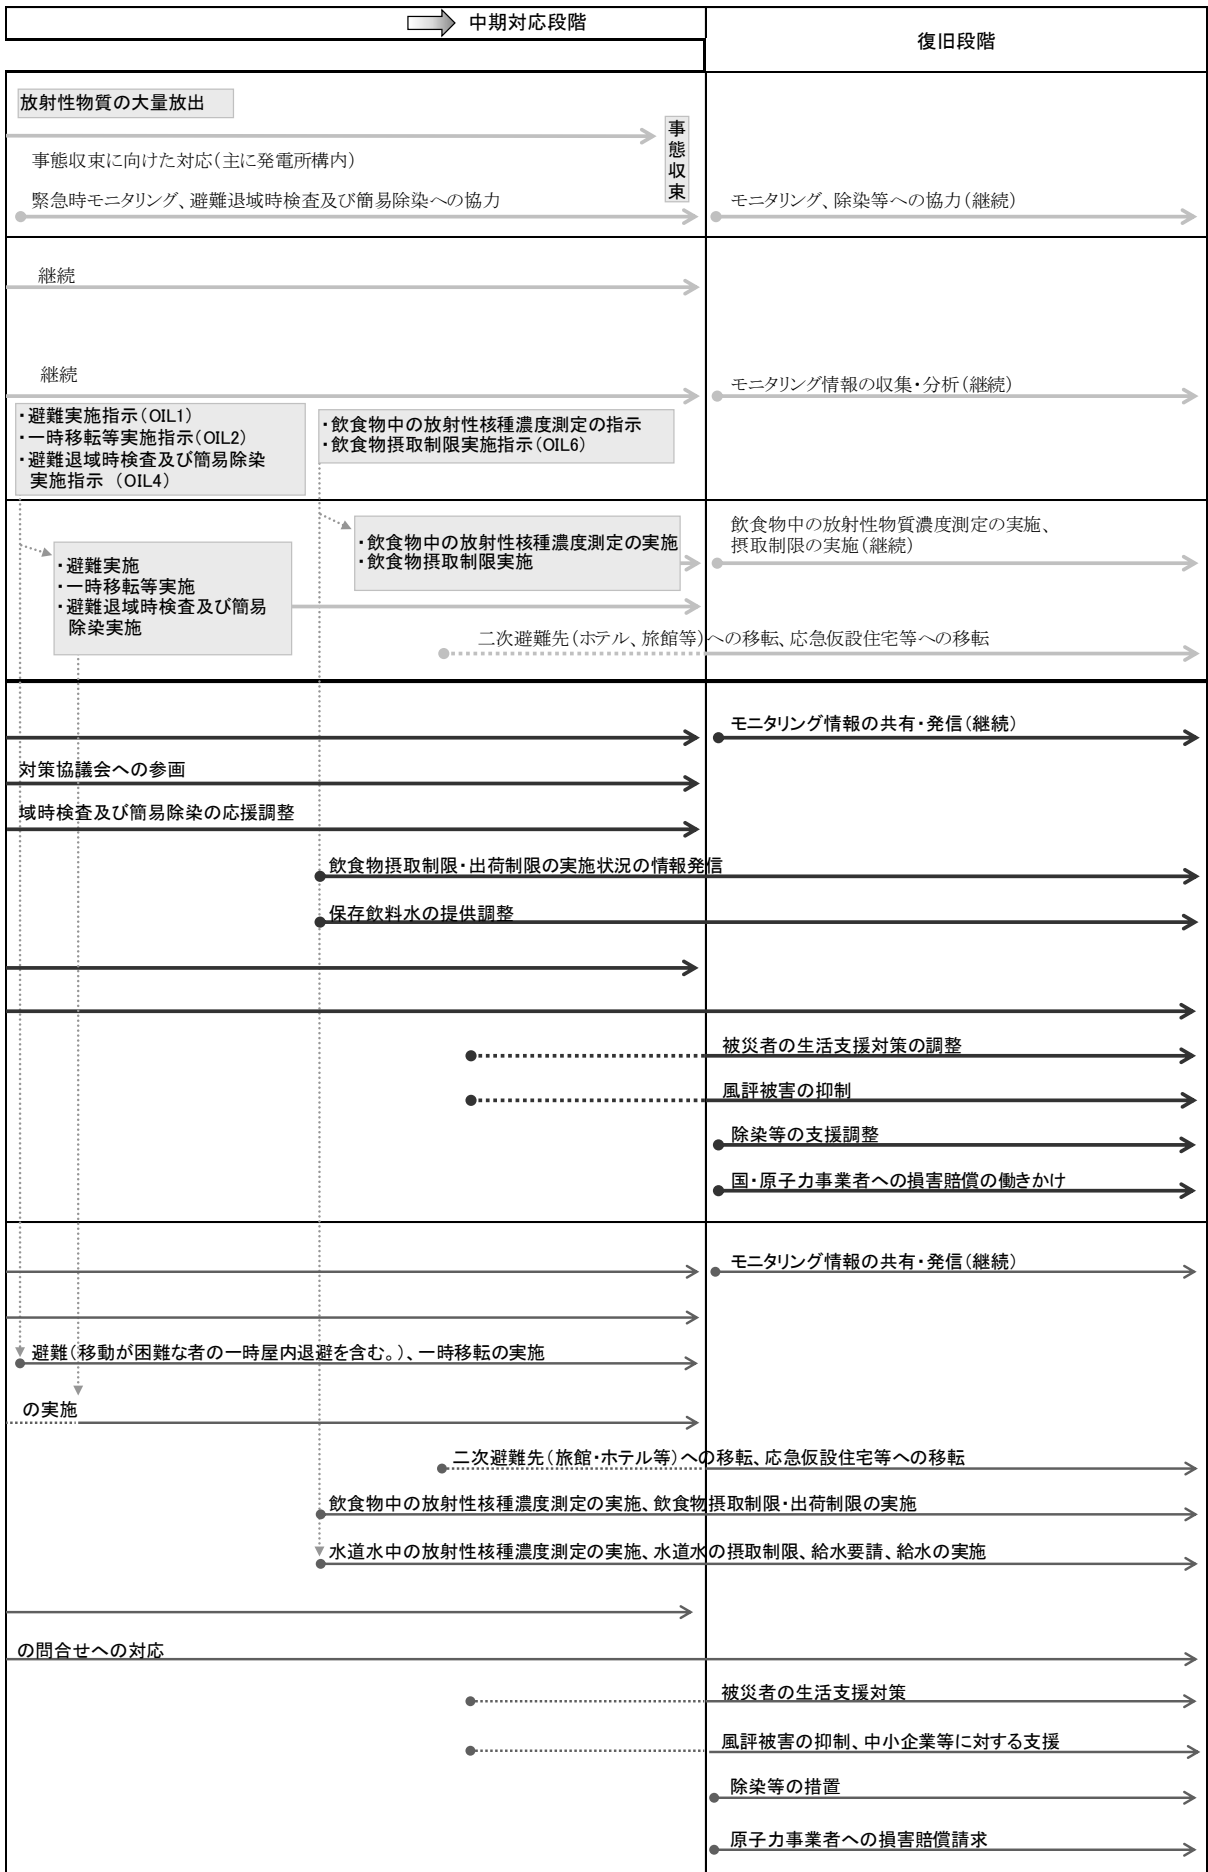 中期対応段階
復旧段階
放射性物質の大量放出
事態収束
事態収束に向けた対応(主に発電所構内)
緊急時モニタリング、避難退域時検査及び簡易除染への協力
モニタリング、除染等への協力(継続)
継続
継続
モニタリング情報の収集・分析(継続)
・避難実施指示(OIL1)
・一時移転等実施指示(OIL2)
・避難退域時検査及び簡易除染
実施指示 (OIL4)
・飲食物中の放射性核種濃度測定の指示
・飲食物摂取制限実施指示(OIL6)
・飲食物中の放射性核種濃度測定の実施
・飲食物摂取制限実施
飲食物中の放射性物質濃度測定の実施、
摂取制限の実施(継続)
・避難実施
・一時移転等実施
・避難退域時検査及び簡易
除染実施
二次避難先(ホテル、旅館等)への移転、応急仮設住宅等への移転
モニタリング情報の共有・発信(継続)
対策協議会への参画
域時検査及び簡易除染の応援調整
飲食物摂取制限・出荷制限の実施状況の情報発信
保存飲料水の提供調整
被災者の生活支援対策の調整
風評被害の抑制
除染等の支援調整
国・原子力事業者への損害賠償の働きかけ
モニタリング情報の共有・発信(継続)
避難(移動が困難な者の一時屋内退避を含む。)、一時移転の実施
の実施
二次避難先(旅館・ホテル等)への移転、応急仮設住宅等への移転
飲食物中の放射性核種濃度測定の実施、飲食物摂取制限・出荷制限の実施
水道水中の放射性核種濃度測定の実施、水道水の摂取制限、給水要請、給水の実施
の問合せへの対応
被災者の生活支援対策
風評被害の抑制、中小企業等に対する支援
除染等の措置
原子力事業者への損害賠償請求